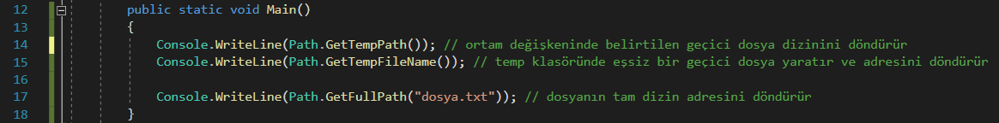 12 public static void Main()
13 {
14 Console.WriteLine(Path.GetTempPath()); // ortam değişkeninde belirtilen geçici dosya dizinini döndürür
15 Console.WriteLine(Path.GetTempFileName()); // temp klasöründe eşsiz bir geçici dosya yaratır ve adresini döndürür
16
17 Console.WriteLine(Path.GetFullPath("dosya.txt")); // dosyanın tam dizin adresini döndürür
18 }